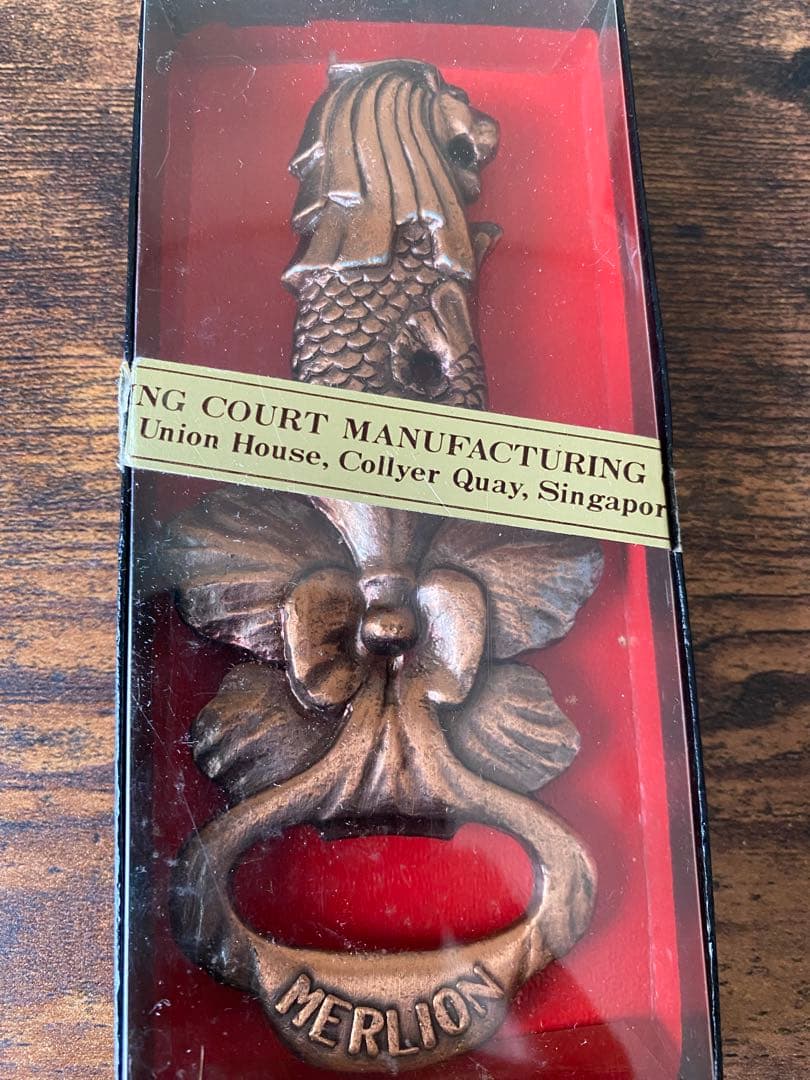 NG COURT MANUFACTURING
Union House, Collyer Quay, Singapor
MERLION